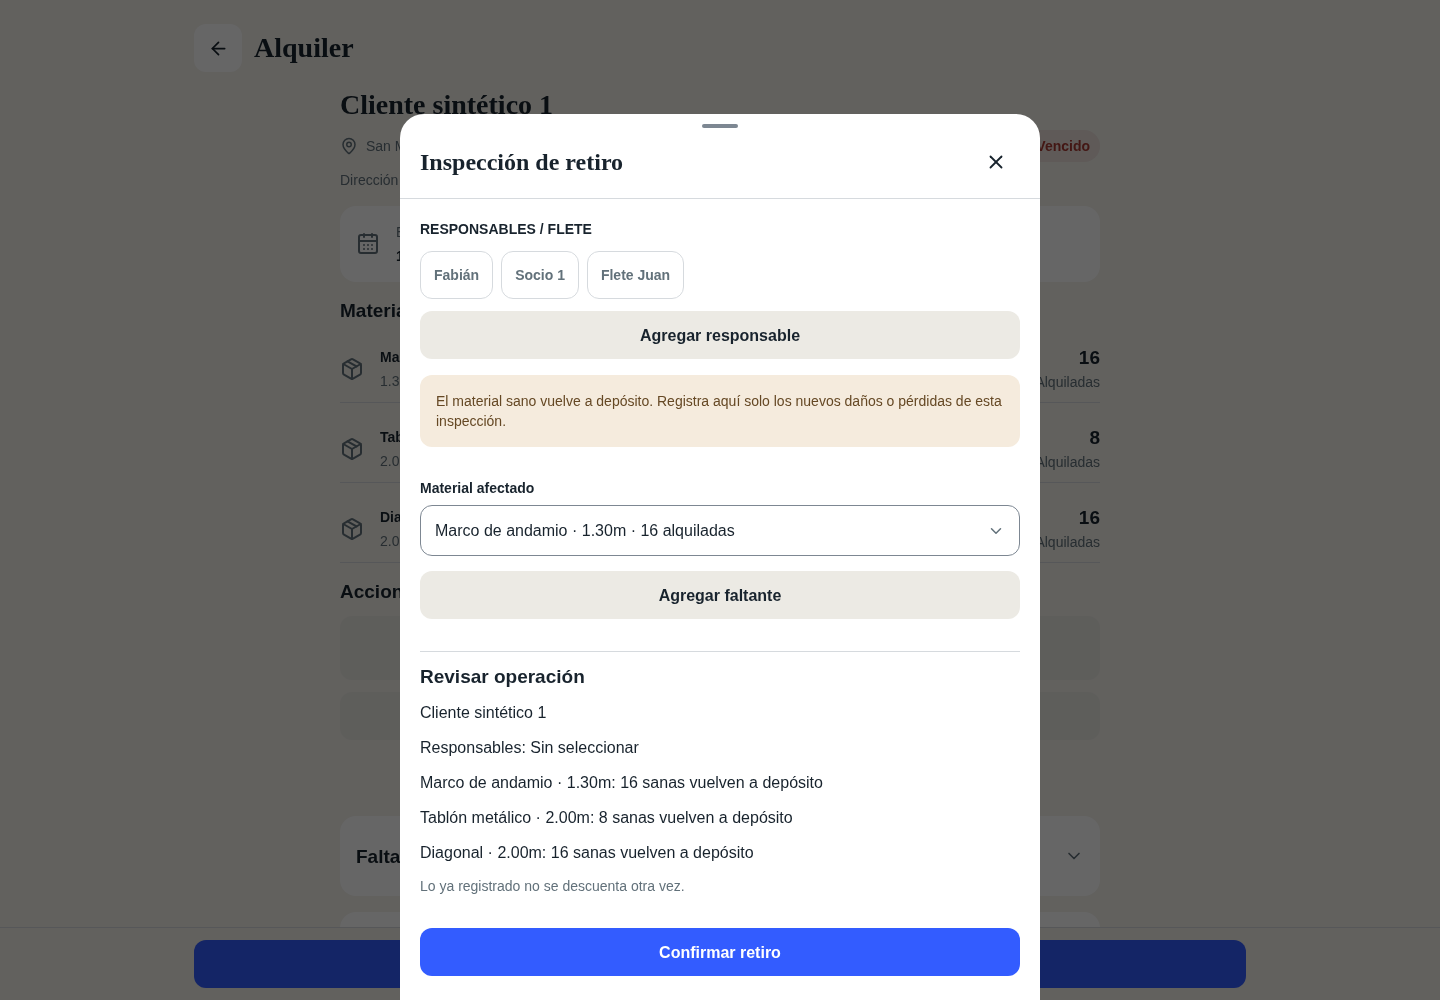 Alquiler
Cliente sintético 1
San M
Vencido
Dirección
Inspección de retiro
RESPONSABLES / FLETE
Fabián
Socio 1
Flete Juan
Agregar responsable
El material sano vuelve a depósito. Registra aquí solo los nuevos daños o pérdidas de esta
inspección.
Material afectado
Marco de andamio · 1.30m · 16 alquiladas
Agregar faltante
Revisar operación
Cliente sintético 1
Responsables: Sin seleccionar
Marco de andamio · 1.30m: 16 sanas vuelven a depósito
Tablón metálico · 2.00m: 8 sanas vuelven a depósito
Diagonal · 2.00m: 16 sanas vuelven a depósito
Lo ya registrado no se descuenta otra vez.
Confirmar retiro
Materia
Ma
16
1.3
Alquiladas
Tab
8
2.0
Alquiladas
Dia
16
2.0
Alquiladas
Accion
Falta